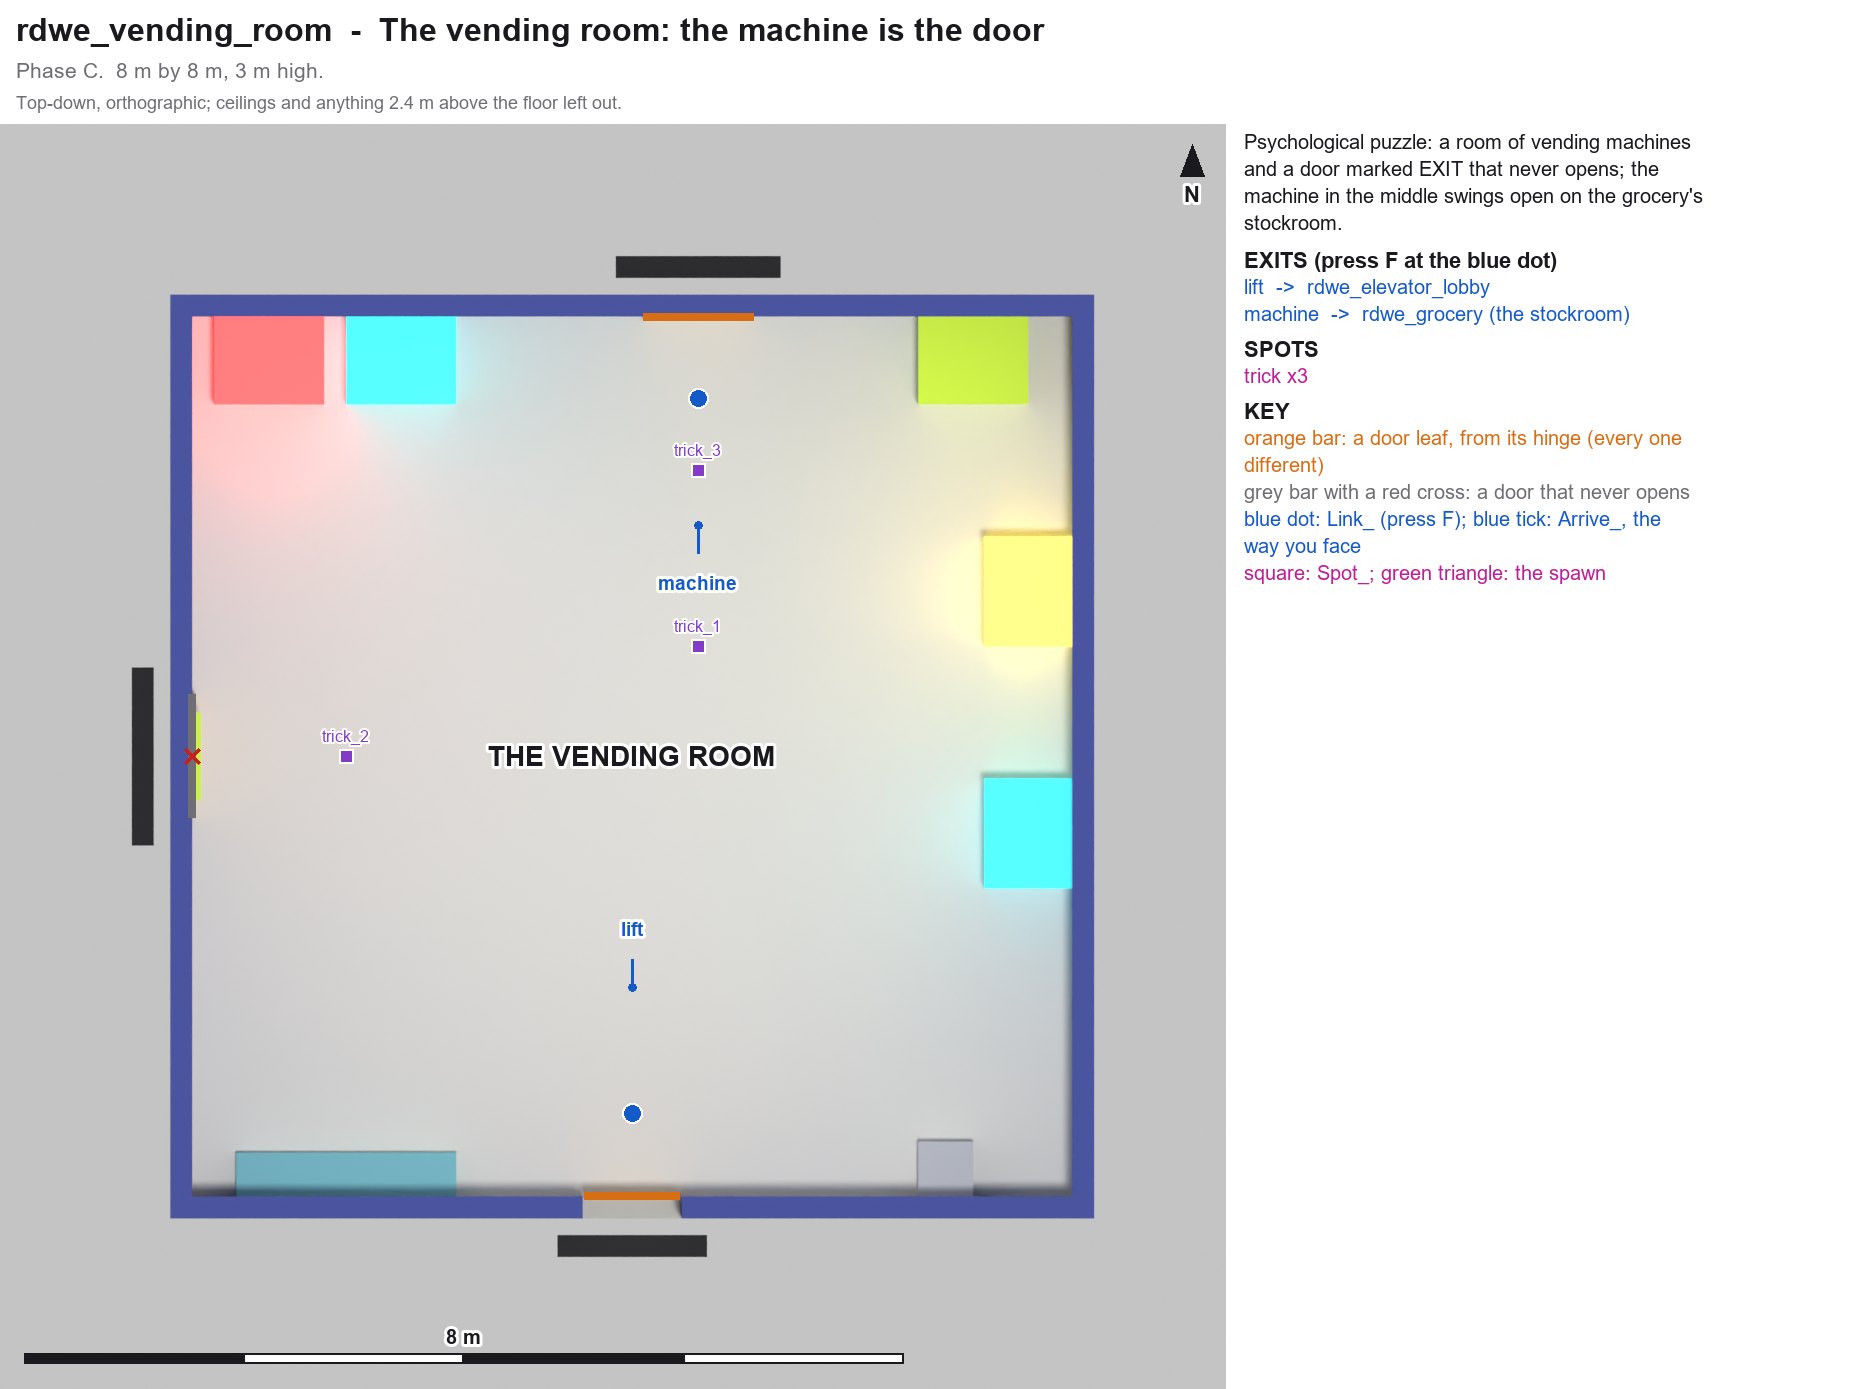 rdwe_vending_room  -  The vending room: the machine is the door
Phase C.  8 m by 8 m, 3 m high.
Top-down, orthographic; ceilings and anything 2.4 m above the floor left out.
N
trick_3
machine
trick_1
trick_2
THE VENDING ROOM
lift
8 m
Psychological puzzle: a room of vending machines
and a door marked EXIT that never opens; the
machine in the middle swings open on the grocery's
stockroom.
EXITS (press F at the blue dot)
lift  ->  rdwe_elevator_lobby
machine  ->  rdwe_grocery (the stockroom)
SPOTS
trick x3
KEY
orange bar: a door leaf, from its hinge (every one
different)
grey bar with a red cross: a door that never opens
blue dot: Link_ (press F); blue tick: Arrive_, the
way you face
square: Spot_; green triangle: the spawn